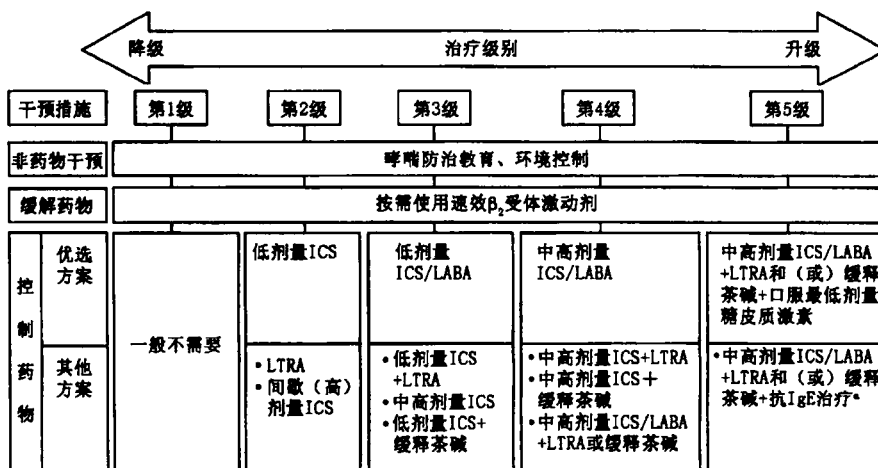 降级 治疗级别 升级
干预措施 第1级 第2级 第3级 第4级 第5级
非药物干预 哮喘防治教育、环境控制
缓解药物 按需使用速效β₂受体激动剂
控制药物
优选
方案
一般不需要
低剂量ICS
低剂量
ICS/LABA
中高剂量
ICS/LABA
中高剂量ICS/LABA
+LTRA和（或）缓释
茶碱+口服最低剂量
糖皮质激素
其他
方案
•LTRA
•间歇（高）
剂量ICS
•低剂量ICS
+LTRA
•中高剂量ICS
•低剂量ICS+
缓释茶碱
•中高剂量ICS+LTRA
•中高剂量ICS+
缓释茶碱
•中高剂量ICS/LABA
+LTRA或缓释茶碱
•中高剂量ICS/LABA
+LTRA和（或）缓释
茶碱+抗IgE治疗ᵃ